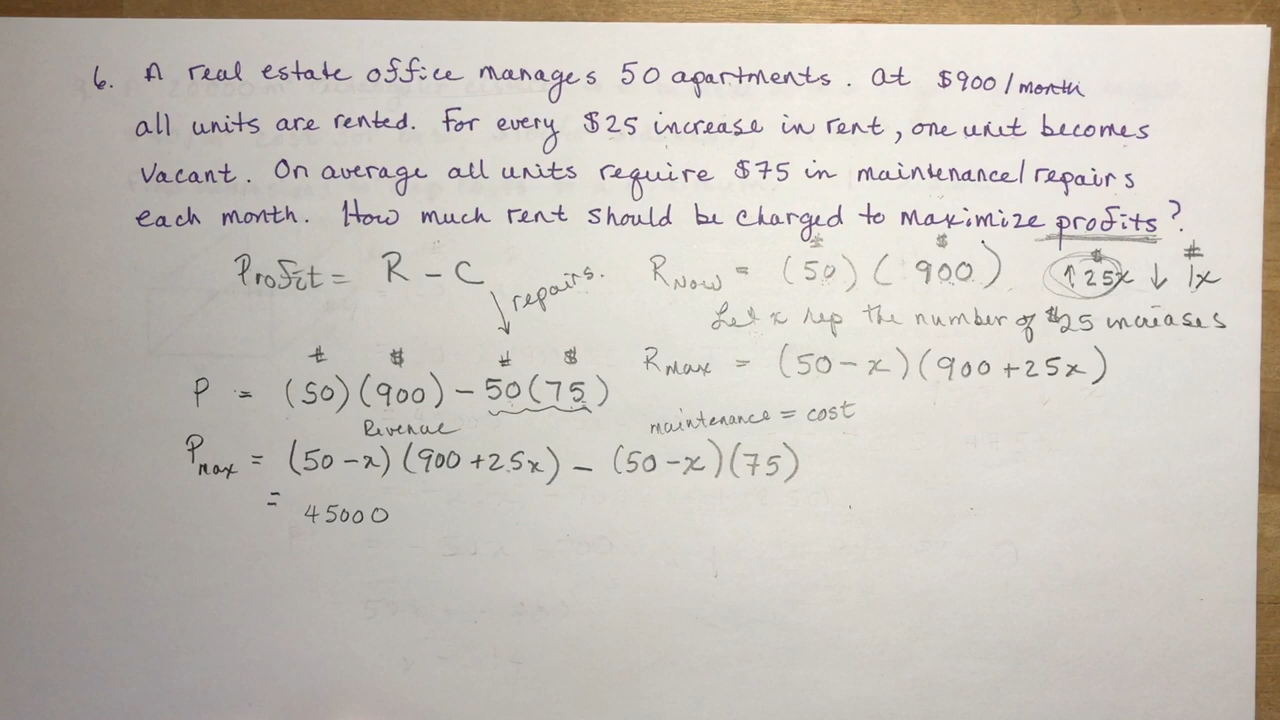 6. A real estate office manages 50 apartments. At $900/month
all units are rented. For every $25 increase in rent, one unit becomes
vacant. On average all units require $75 in maintenance/repairs
each month. How much rent should be charged to maximize profits?
Profit = R - C
repairs.
# $
R Now = (50)(900)
$ #
↑25x ↓ 1x
Let x rep the number of $25 increases
# $ # $
P = (50)(900) - 50(75)
R Max = (50-x)(900+25x)
Revenue
maintenance = cost
P max = (50-x)(900+25x) - (50-x)(75)
= 45000